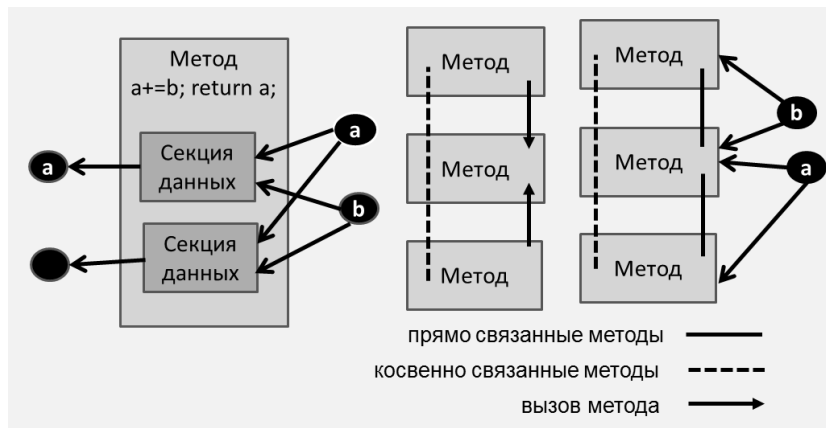 Метод
a+=b; return a;
Секция
данных
Секция
данных
a
a
b
Метод
Метод
Метод
Метод
Метод
Метод
b
a
прямо связанные методы
косвенно связанные методы
вызов метода